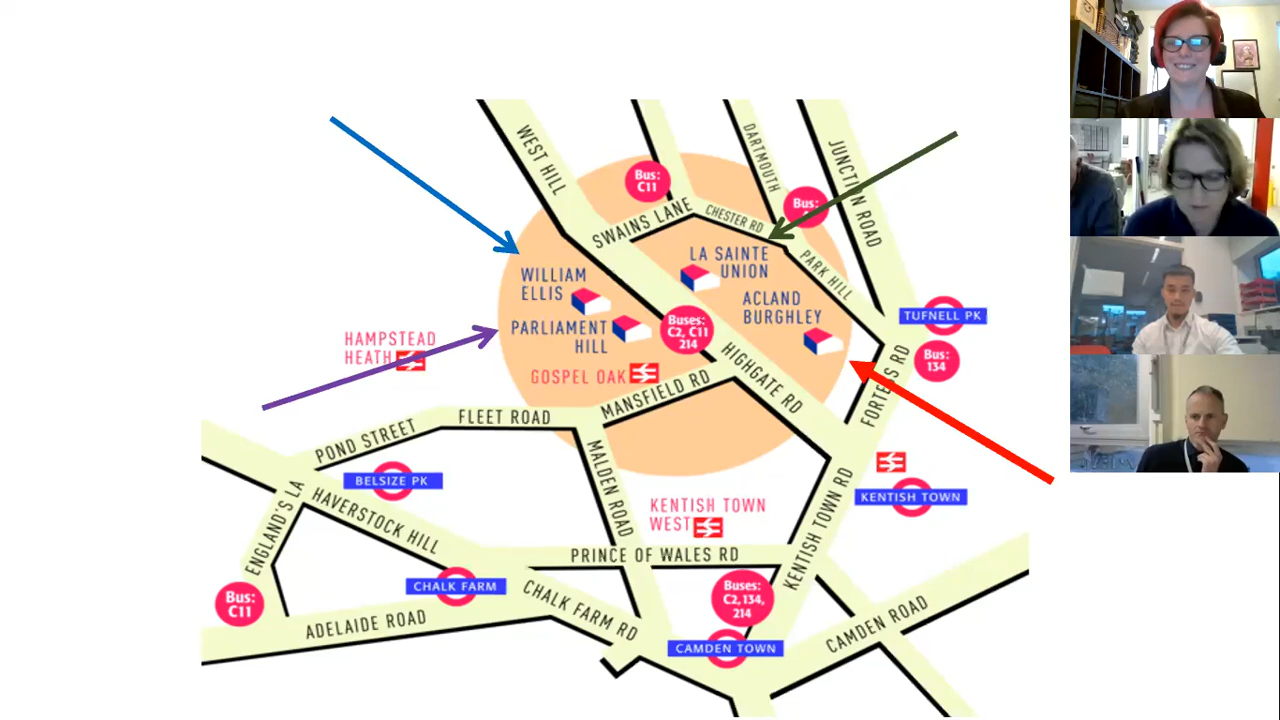 WEST HILL
DARTMOUTH
JUNCTION ROAD
Bus:
C11
Bus:
SWAINS LANE
CHESTER RD
PARK HILL
LA SAINTE
UNION
WILLIAM
ELLIS
ACLAND
BURGHLEY
PARLIAMENT
HILL
Buses:
C2, C11
214
TUFNELL PK
Bus:
134
HAMPSTEAD
HEATH
GOSPEL OAK
MANSFIELD RD
HIGHGATE RD
FLEET ROAD
POND STREET
BELSIZE PK
MALDEN ROAD
KENTISH TOWN
KENTISH TOWN RD
ENGLAND'S LA
HAVERSTOCK HILL
KENTISH TOWN
WEST
PRINCE OF WALES RD
CHALK FARM
Bus:
C11
CHALK FARM RD
Buses:
C2, 134,
214
ADELAIDE ROAD
CAMDEN TOWN
CAMDEN ROAD